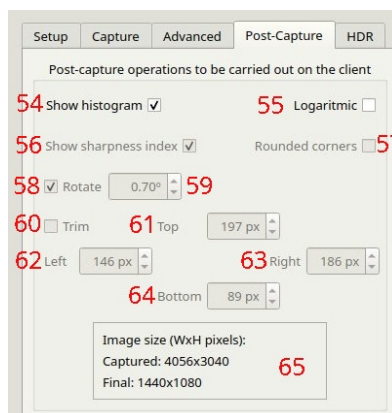 Setup Capture Advanced Post-Capture HDR
Post-capture operations to be carried out on the client
54 Show histogram 55 Logaritmic
56 Show sharpness index Rounded corners 57
58 Rotate 0.70º 59
60 Trim 61 Top 197 px
62 Left 146 px 63 Right 186 px
64 Bottom 89 px
Image size (WxH pixels):
Captured: 4056x3040
Final: 1440x1080
65